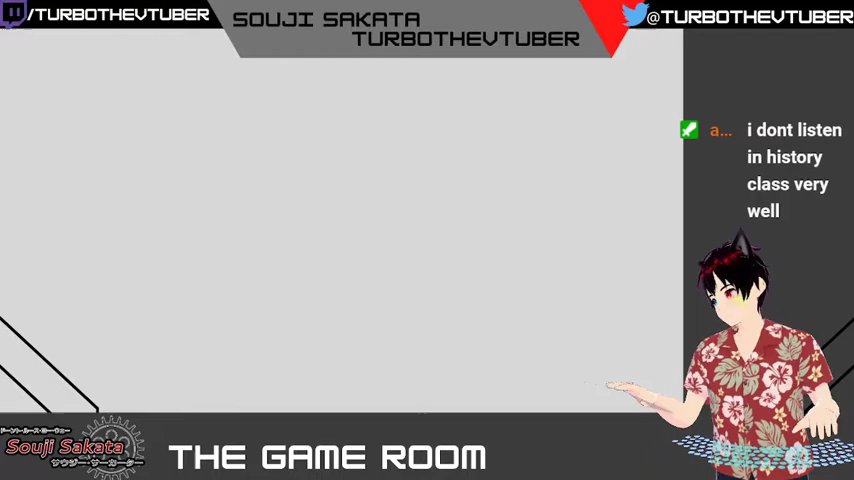 /TURBOTHEVTUBER
SOUJI SAKATA
TURBOTHEVTUBER
@TURBOTHEVTUBER
a... i dont listen
in history
class very
well
Souji Sakata
THE GAME ROOM